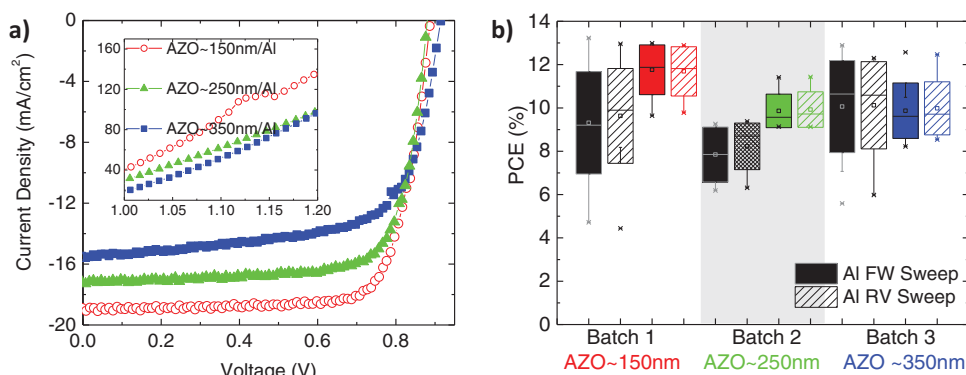 a)
Current Density (mA/cm²)
0
-4
-8
-12
-16
-20
0.0 0.2 0.4 0.6 0.8
Voltage (V)
160
120
80
40
1.00 1.05 1.10 1.15 1.20
AZO~150nm/Al
AZO~250nm/Al
AZO~350nm/Al
b)
PCE (%)
14
12
10
8
6
4
2
0
Al FW Sweep
Al RV Sweep
Batch 1 Batch 2 Batch 3
AZO~150nm AZO~250nm AZO ~350nm